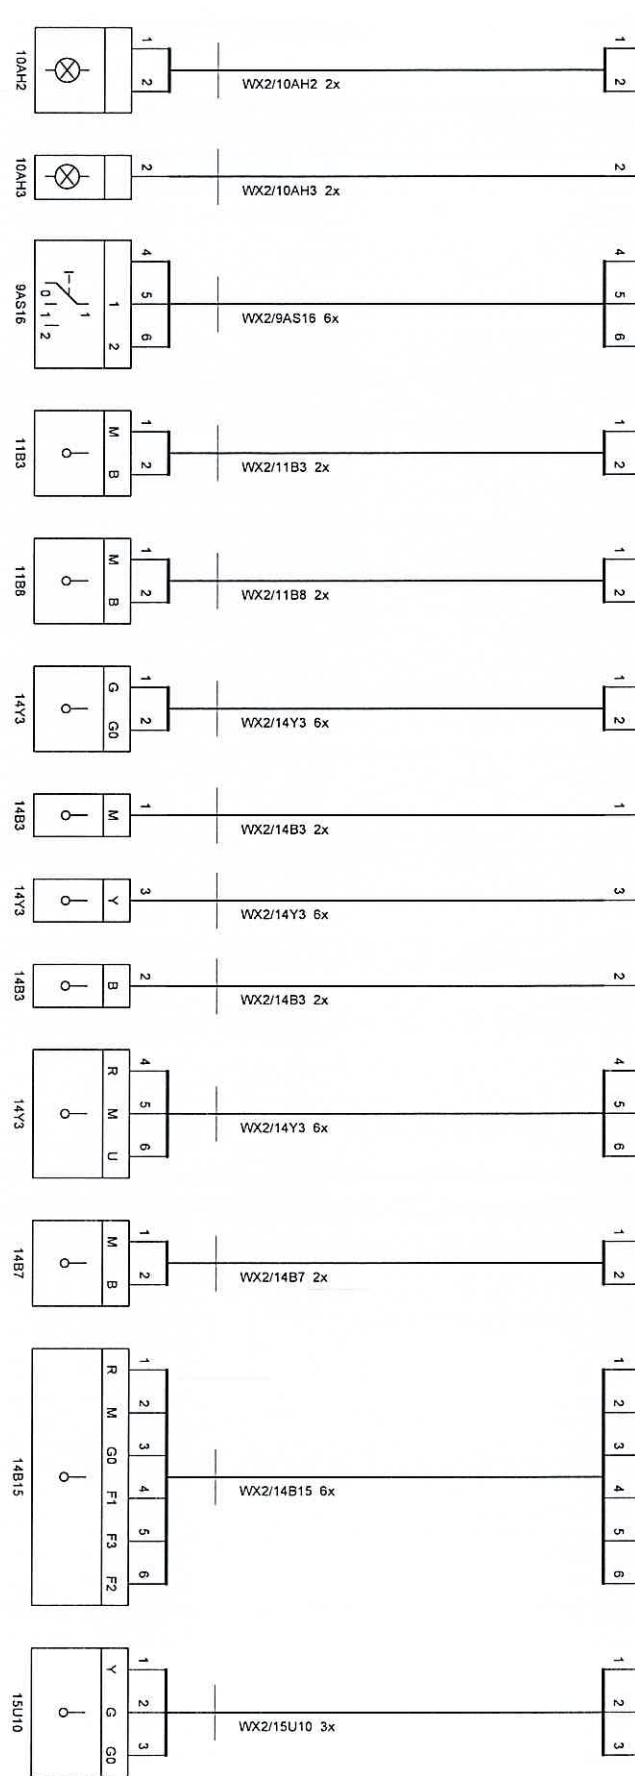 10AH2
1
2
WX2/10AH2 2x
1
2
10AH3
2
WX2/10AH3 2x
2
9AS16
0 1 2
1
1
2
4
5
6
WX2/9AS16 6x
4
5
6
11B3
M
B
1
2
WX2/11B3 2x
1
2
11B8
M
B
1
2
WX2/11B8 2x
1
2
14Y3
G
G0
1
2
WX2/14Y3 6x
1
2
14B3
M
1
WX2/14B3 2x
1
14Y3
Y
3
WX2/14Y3 6x
3
14B3
B
2
WX2/14B3 2x
2
14Y3
R
M
U
4
5
6
WX2/14Y3 6x
4
5
6
14B7
M
B
1
2
WX2/14B7 2x
1
2
14B15
R
M
G0
F1
F3
F2
1
2
3
4
5
6
WX2/14B15 6x
1
2
3
4
5
6
15U10
Y
G
G0
1
2
3
WX2/15U10 3x
1
2
3